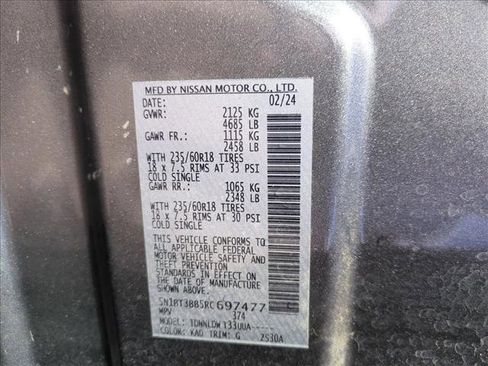 MFD BY NISSAN MOTOR CO., LTD.
DATE: 02/24
GVWR: 2125 KG
4685 LB
GAWR FR.: 1115 KG
2458 LB
WITH 235/60R18 TIRES
18 x 7.5 RIMS AT 33 PSI
COLD SINGLE
GAWR RR.: 1065 KG
2348 LB
WITH 235/60R18 TIRES
18 x 7.5 RIMS AT 30 PSI
COLD SINGLE
THIS VEHICLE CONFORMS TO
ALL APPLICABLE FEDERAL
MOTOR VEHICLE SAFETY AND
THEFT PREVENTION
STANDARDS IN EFFECT ON
THE DATE OF MANUFACTURE
SHOWN ABOVE.
5N1BT3BB5RC697477
MPV 374
MODEL:
COLOR: KAD TRIM: G 2530A